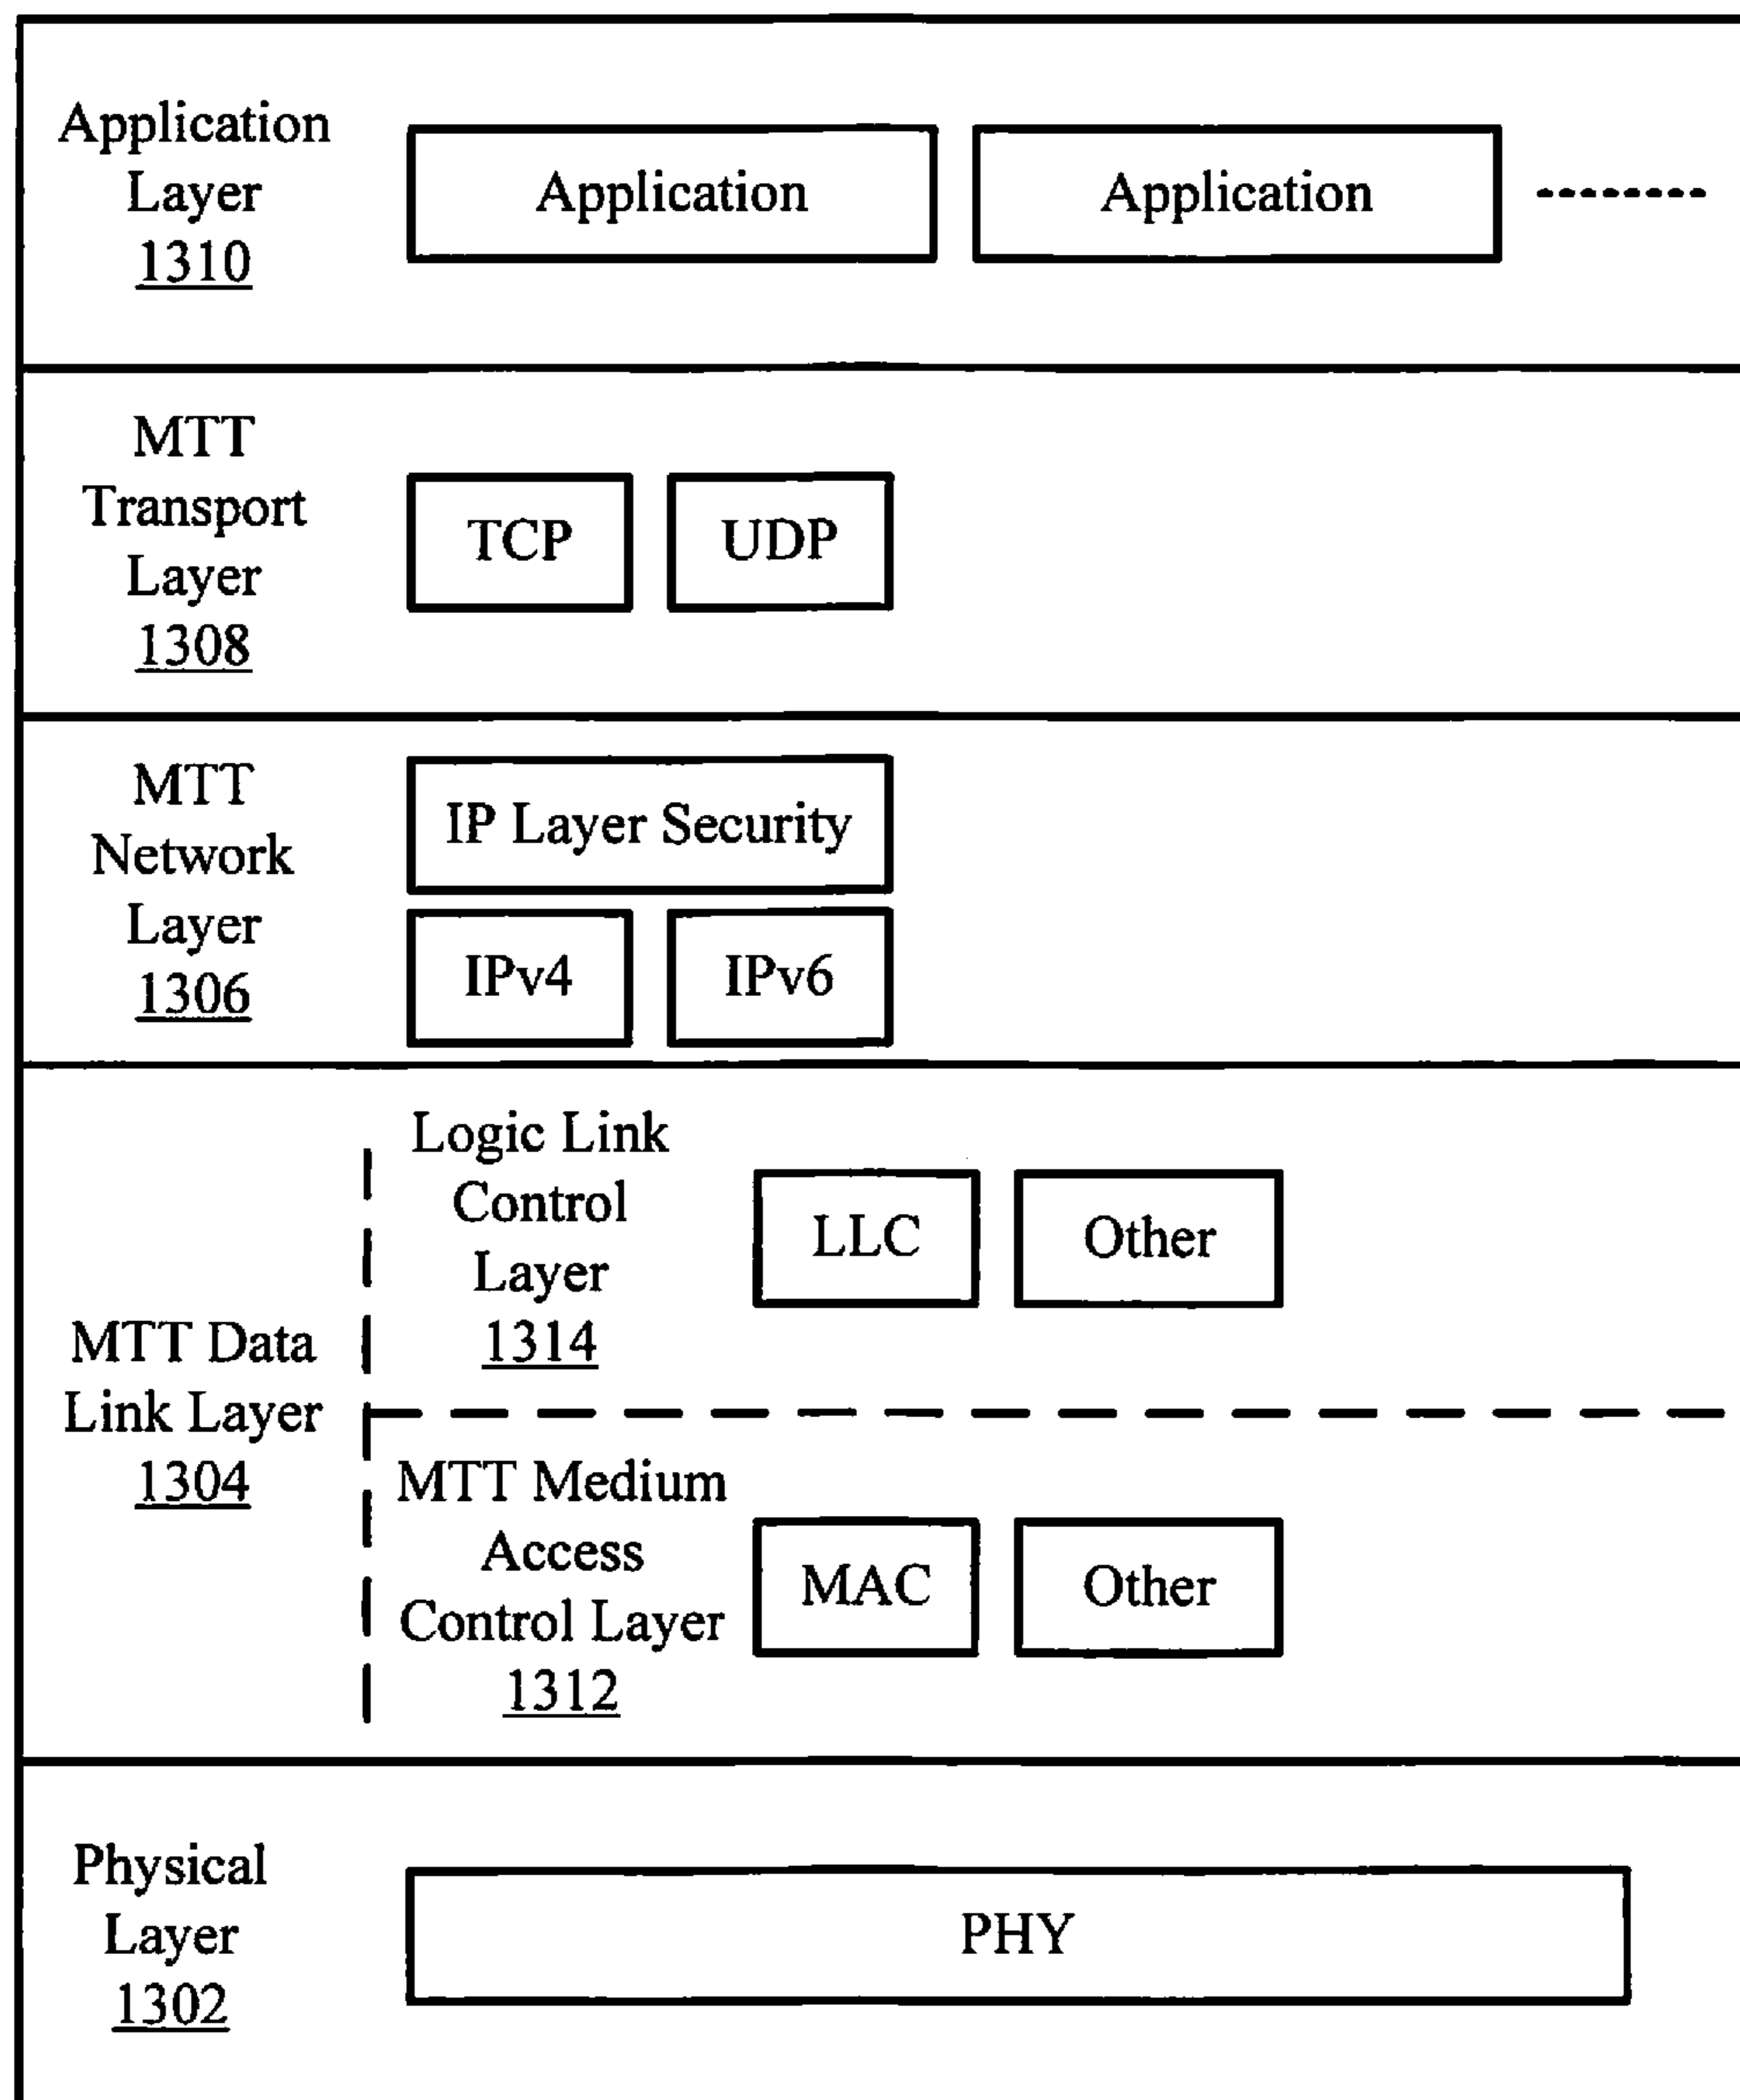 Application
Layer
1310
Application
Application
MTT
Transport
Layer
1308
TCP
UDP
MTT
Network
Layer
1306
IP Layer Security
IPv4
IPv6
MTT Data
Link Layer
1304
Logic Link
Control
Layer
1314
LLC
Other
MTT Medium
Access
Control Layer
1312
MAC
Other
Physical
Layer
1302
PHY